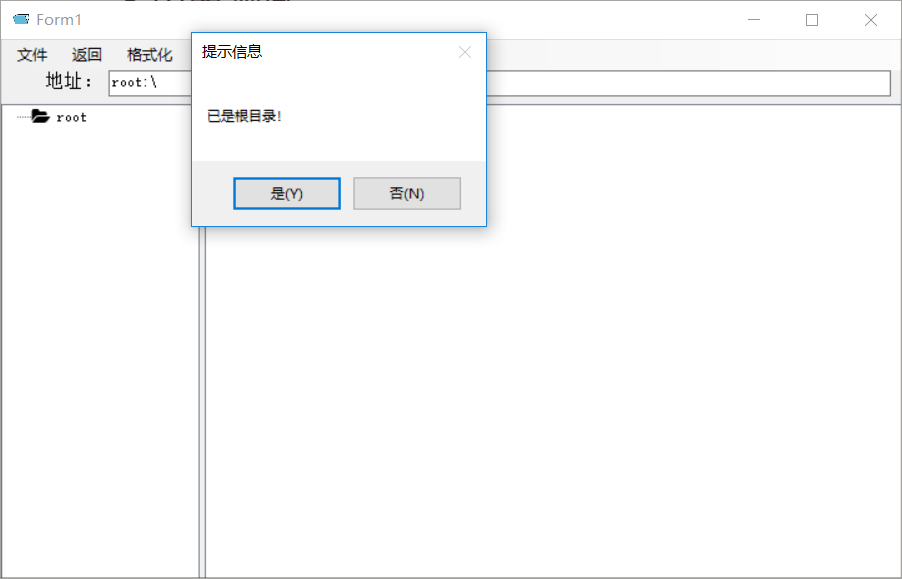 Form1
文件 返回 格式化
地址： root:\
root
提示信息
已是根目录!
是(Y) 否(N)